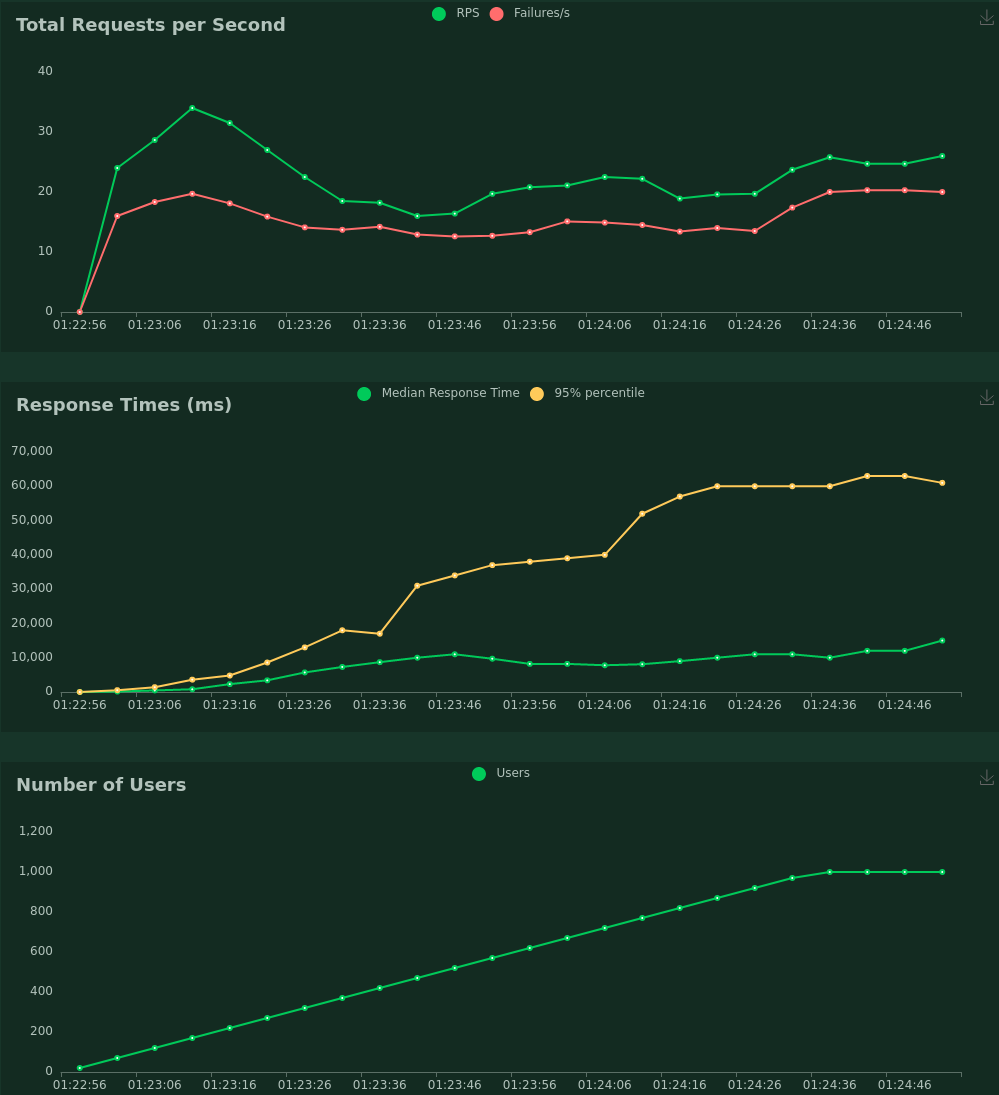 Total Requests per Second
RPS Failures/s
40
30
20
10
0
01:22:56 01:23:06 01:23:16 01:23:26 01:23:36 01:23:46 01:23:56 01:24:06 01:24:16 01:24:26 01:24:36 01:24:46
Response Times (ms)
Median Response Time 95% percentile
70,000
60,000
50,000
40,000
30,000
20,000
10,000
0
01:22:56 01:23:06 01:23:16 01:23:26 01:23:36 01:23:46 01:23:56 01:24:06 01:24:16 01:24:26 01:24:36 01:24:46
Number of Users
Users
1,200
1,000
800
600
400
200
0
01:22:56 01:23:06 01:23:16 01:23:26 01:23:36 01:23:46 01:23:56 01:24:06 01:24:16 01:24:26 01:24:36 01:24:46